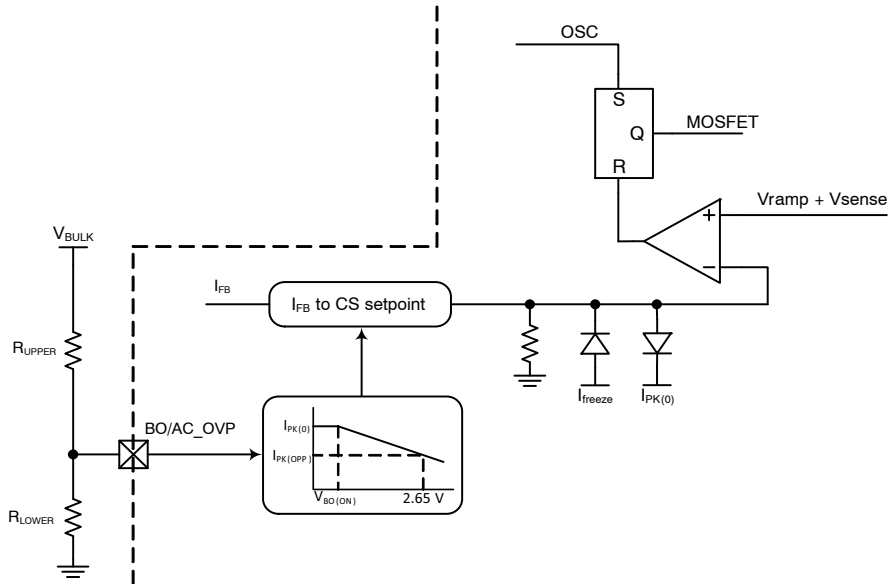 OSC
S
Q
MOSFET
R
Vramp + Vsense
+
−
V_BULK
I_FB
I_FB to CS setpoint
R_UPPER
I_freeze
I_PK(0)
BO/AC_OVP
I_PK(0)
I_PK(OPP)
V_BO(ON)
2.65 V
R_LOWER